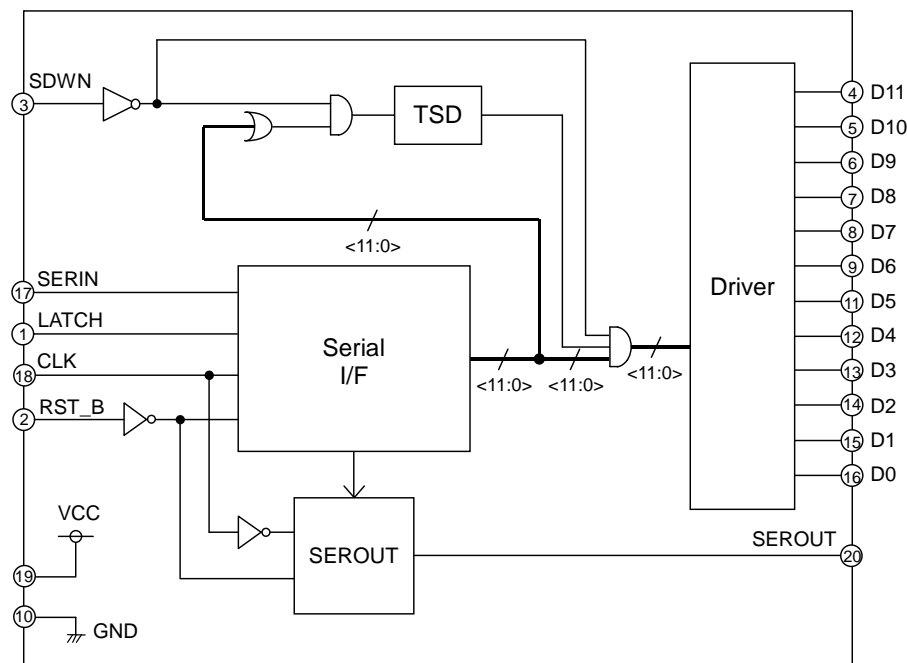 SDWN
3
TSD
<11:0>
SERIN
17
LATCH
1
CLK
18
RST_B
2
Serial
I/F
<11:0>
<11:0>
<11:0>
Driver
4 D11
5 D10
6 D9
7 D8
8 D7
9 D6
11 D5
12 D4
13 D3
14 D2
15 D1
16 D0
VCC
19
10
GND
SEROUT
SEROUT
20